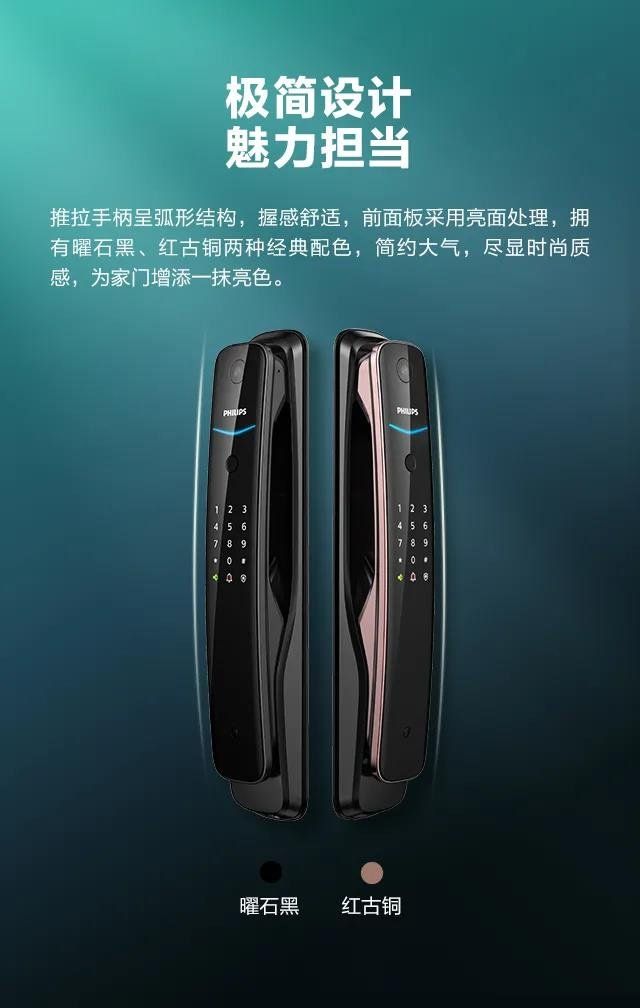 极简设计
魅力担当
推拉手柄呈弧形结构，握感舒适，前面板采用亮面处理，拥
有曜石黑、红古铜两种经典配色，简约大气，尽显时尚质
感，为家门增添一抹亮色。
PHILIPS
1 2 3
4 5 6
7 8 9
* 0 #
PHILIPS
1 2 3
4 5 6
7 8 9
* 0 #
曜石黑
红古铜